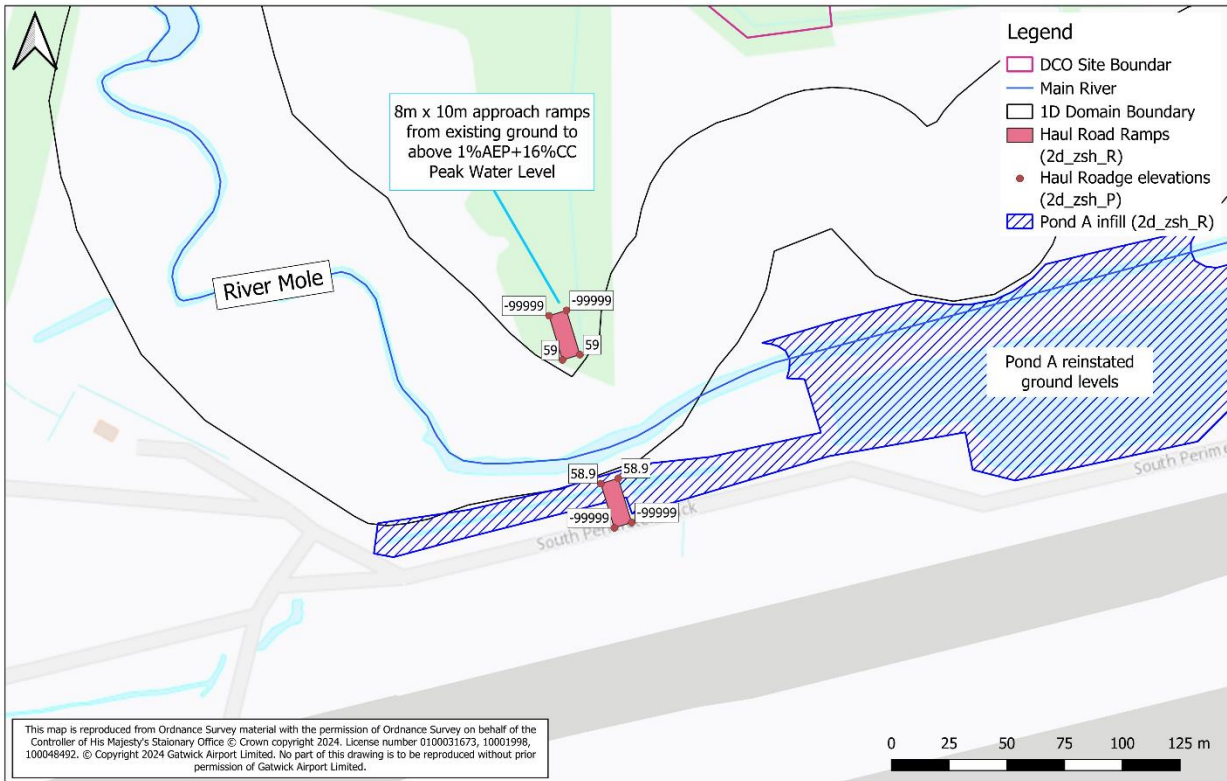 Legend
DCO Site Boundar
Main River
1D Domain Boundary
Haul Road Ramps
(2d_zsh_R)
Haul Roadge elevations
(2d_zsh_P)
Pond A infill (2d_zsh_R)
8m x 10m approach ramps
from existing ground to
above 1%AEP+16%CC
Peak Water Level
River Mole
-99999
-99999
59
59
Pond A reinstated
ground levels
58.9
58.9
-99999
-99999
South Perime
South
This map is reproduced from Ordnance Survey material with the permission of Ordnance Survey on behalf of the
Controller of His Majesty's Staionary Office © Crown copyright 2024. License number 0100031673, 10001998,
100048492. © Copyright 2024 Gatwick Airport Limited. No part of this drawing is to be reproduced without prior
permission of Gatwick Airport Limited.
0 25 50 75 100 125 m